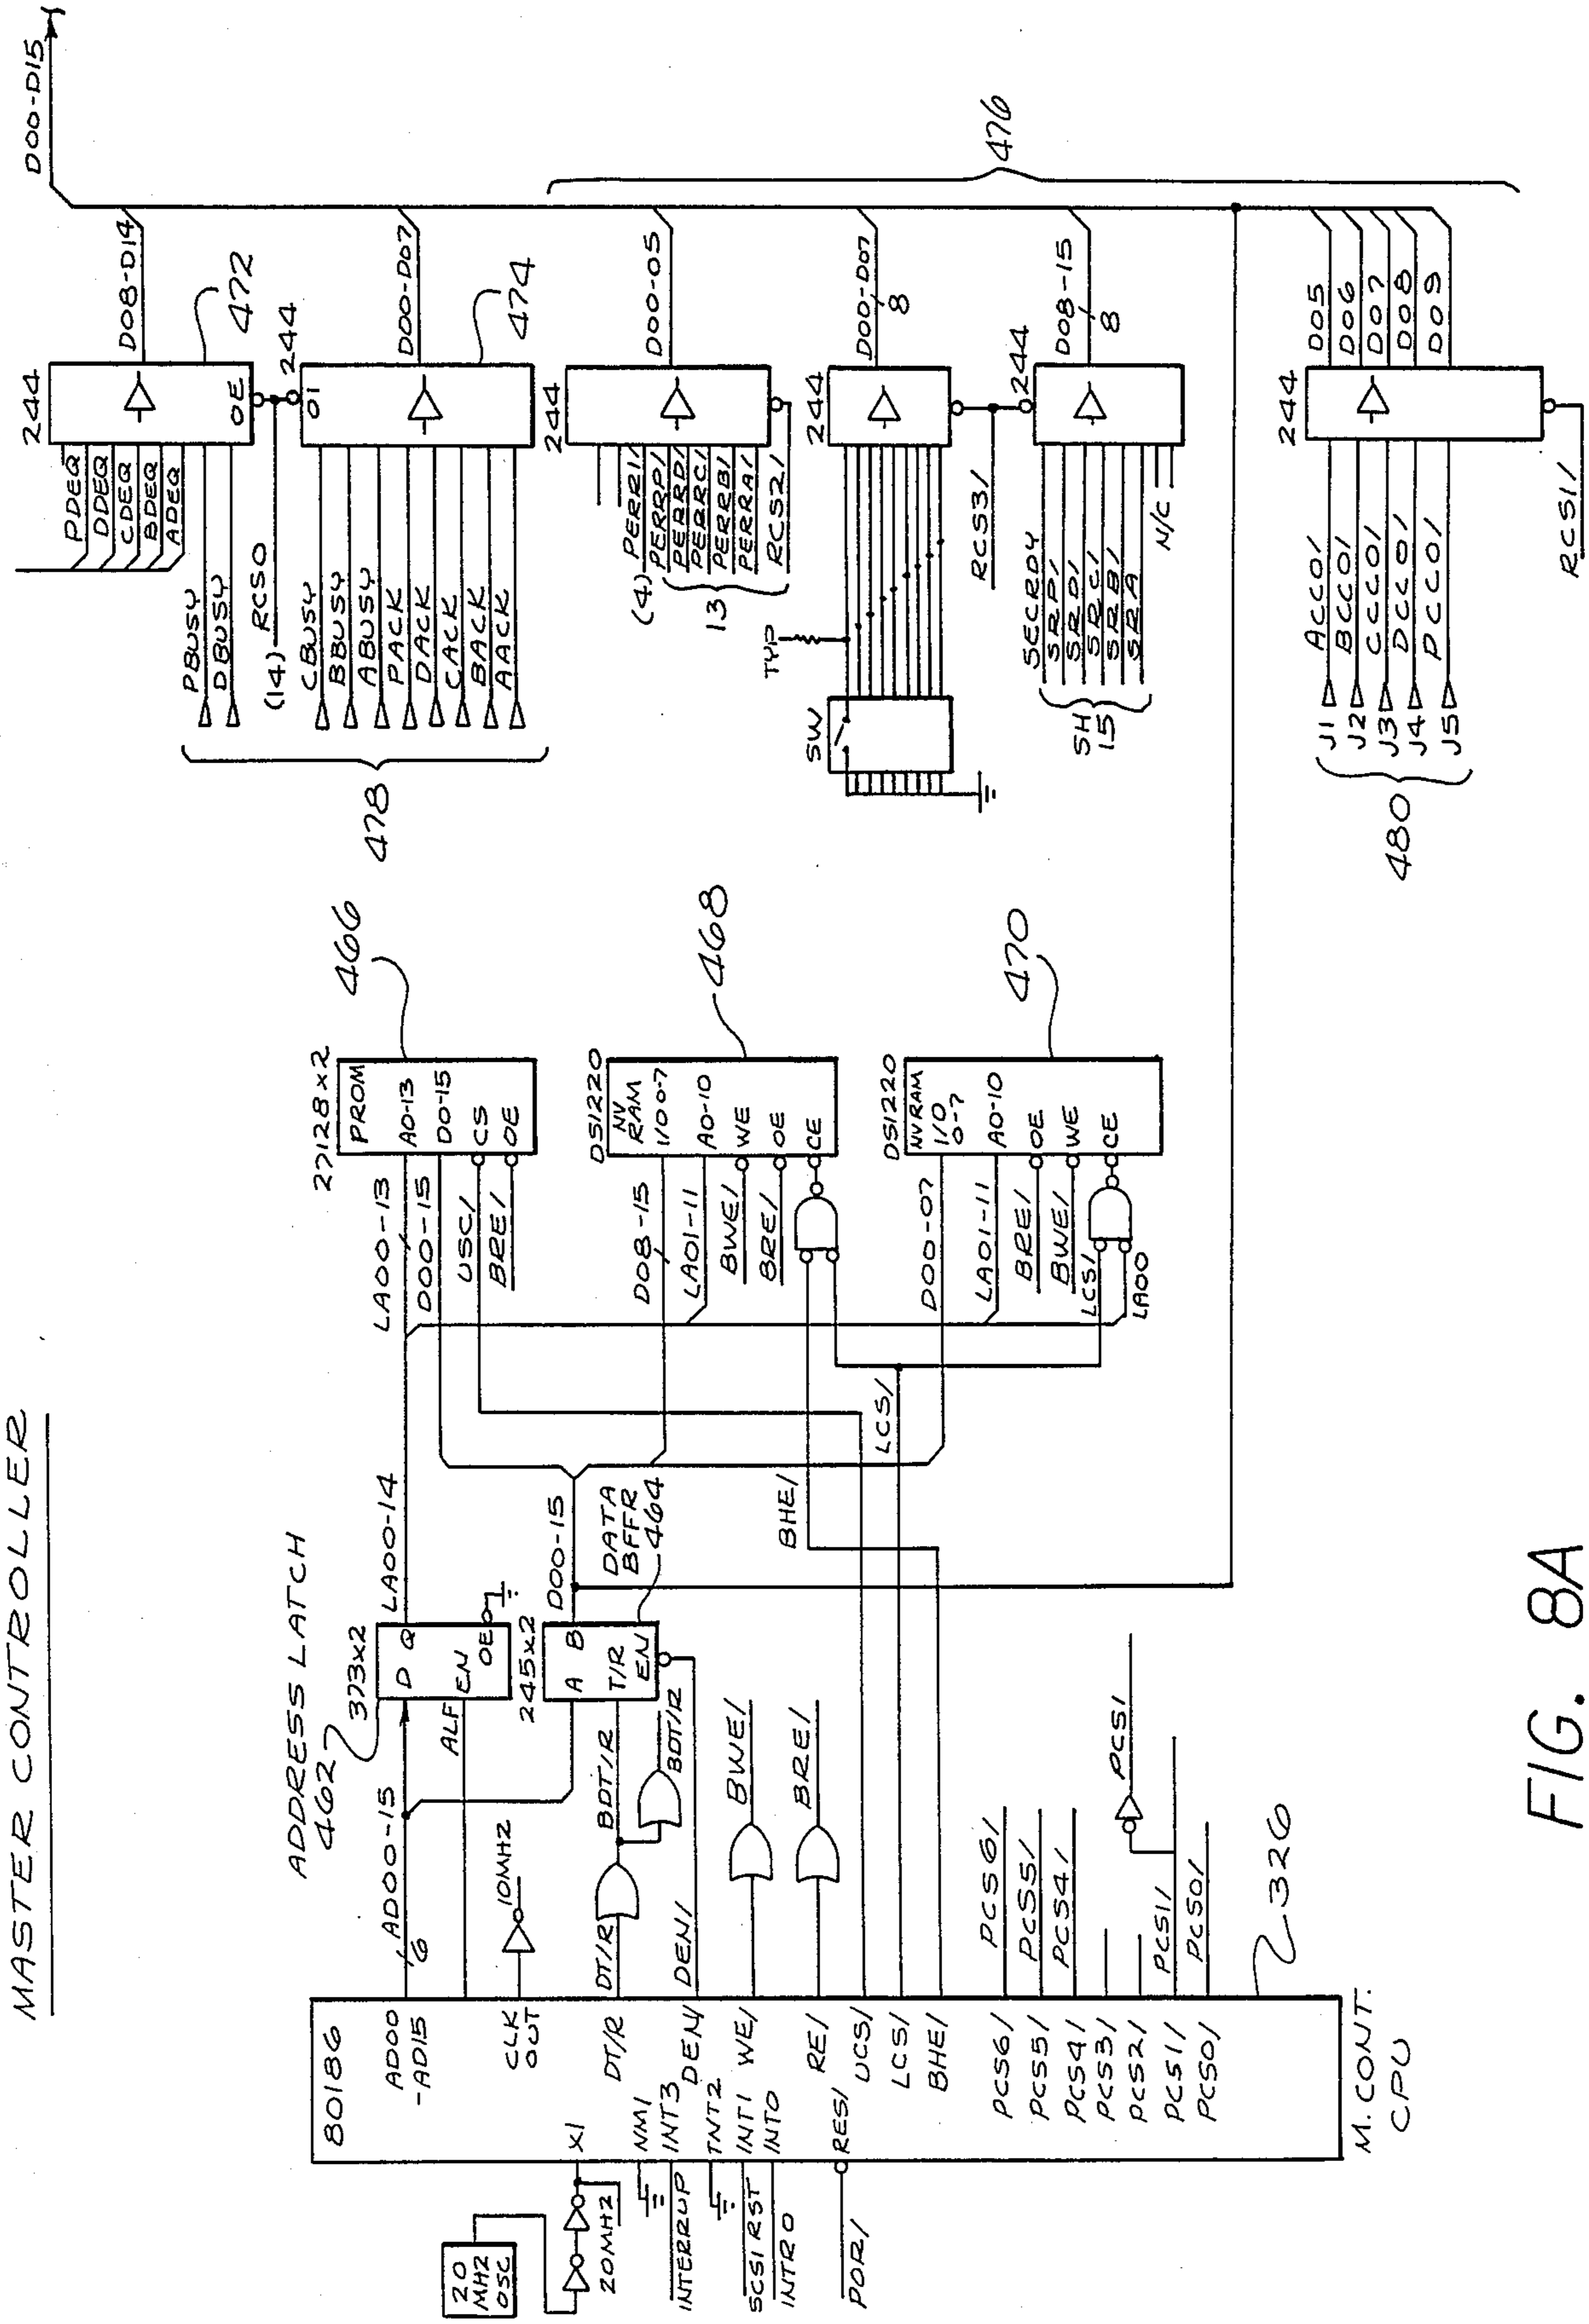 MASTER CONTROLLER
20
MHZ
OSC
20MHZ
80186
X1
NM1
INT3
TNT2
INT1
INT0
RES/
INTERRUP
SCSI RST
INTR0
POR/
AD00
-AD15
CLK
OUT
DT/R
DEN/
WE/
RE/
UCS/
LCS/
BHE/
PCS6/
PCS5/
PCS4/
PCS3/
PCS2/
PCS1/
PCS0/
M. CONT.
CPU
326
AD00-15
16
ALF
10MHZ
DT/R
BDT/R
BDT/R
DEN/
BWE/
BRE/
PCS6/
PCS5/
PCS4/
PCS1
PCS1/
PCS0/
ADDRESS LATCH
462
373x2
D Q
EN
OE
LA00-14
245x2
A B
T/R
EN
D00-15
DATA
BFFR
464
BHE/
LCS/
LA00-13
D00-15
USC/
BRE/
27128x2
PROM
A0-13
D0-15
CS
OE
466
D08-15
LA01-11
BWE/
BRE/
DS1220
NV
RAM
I/O 0-7
A0-10
WE
OE
CE
468
D00-07
LA01-11
BRE/
BWE/
LCS/
LA00
DS1220
NVRAM
I/O
0-7
A0-10
OE
WE
CE
470
PDEQ
DDEQ
CDEQ
BDEQ
ADEQ
PBUSY
DBUSY
244
OE
D08-D14
472
(14) RCS0
CBUSY
BBUSY
ABUSY
PACK
DACK
CACK
BACK
AACK
478
244
OI
D00-D07
474
(4) PERR1/
PERRP/
PERRD/
PERRC/
PERRB/
PERRA/
13
RCS2/
244
D00-05
TYP
SW
244
D00-D07
8
RCS3/
SECRDY
SRP/
SRD/
SRC/
SRB/
SRA
SH
15
N/C
244
D08-15
8
J1
J2
J3
J4
J5
480
ACC0/
BCC0/
CCC0/
DCC0/
PCC0/
244
D05
D06
D07
D08
D09
RCS1/
476
D00-D15
FIG. 8A